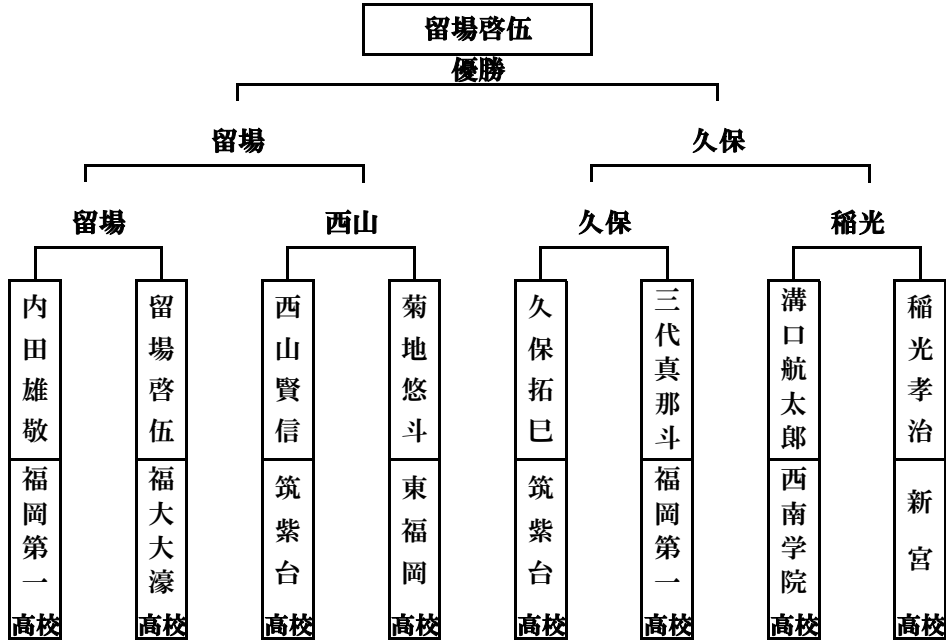 留場啓伍
優勝
留場
久保
留場
西山
久保
稲光
内田雄敬
福岡第一
高校
留場啓伍
福大大濠
高校
西山賢信
筑紫台
高校
菊地悠斗
東福岡
高校
久保拓巳
筑紫台
高校
三代真那斗
福岡第一
高校
溝口航太郎
西南学院
高校
稲光孝治
新宮
高校